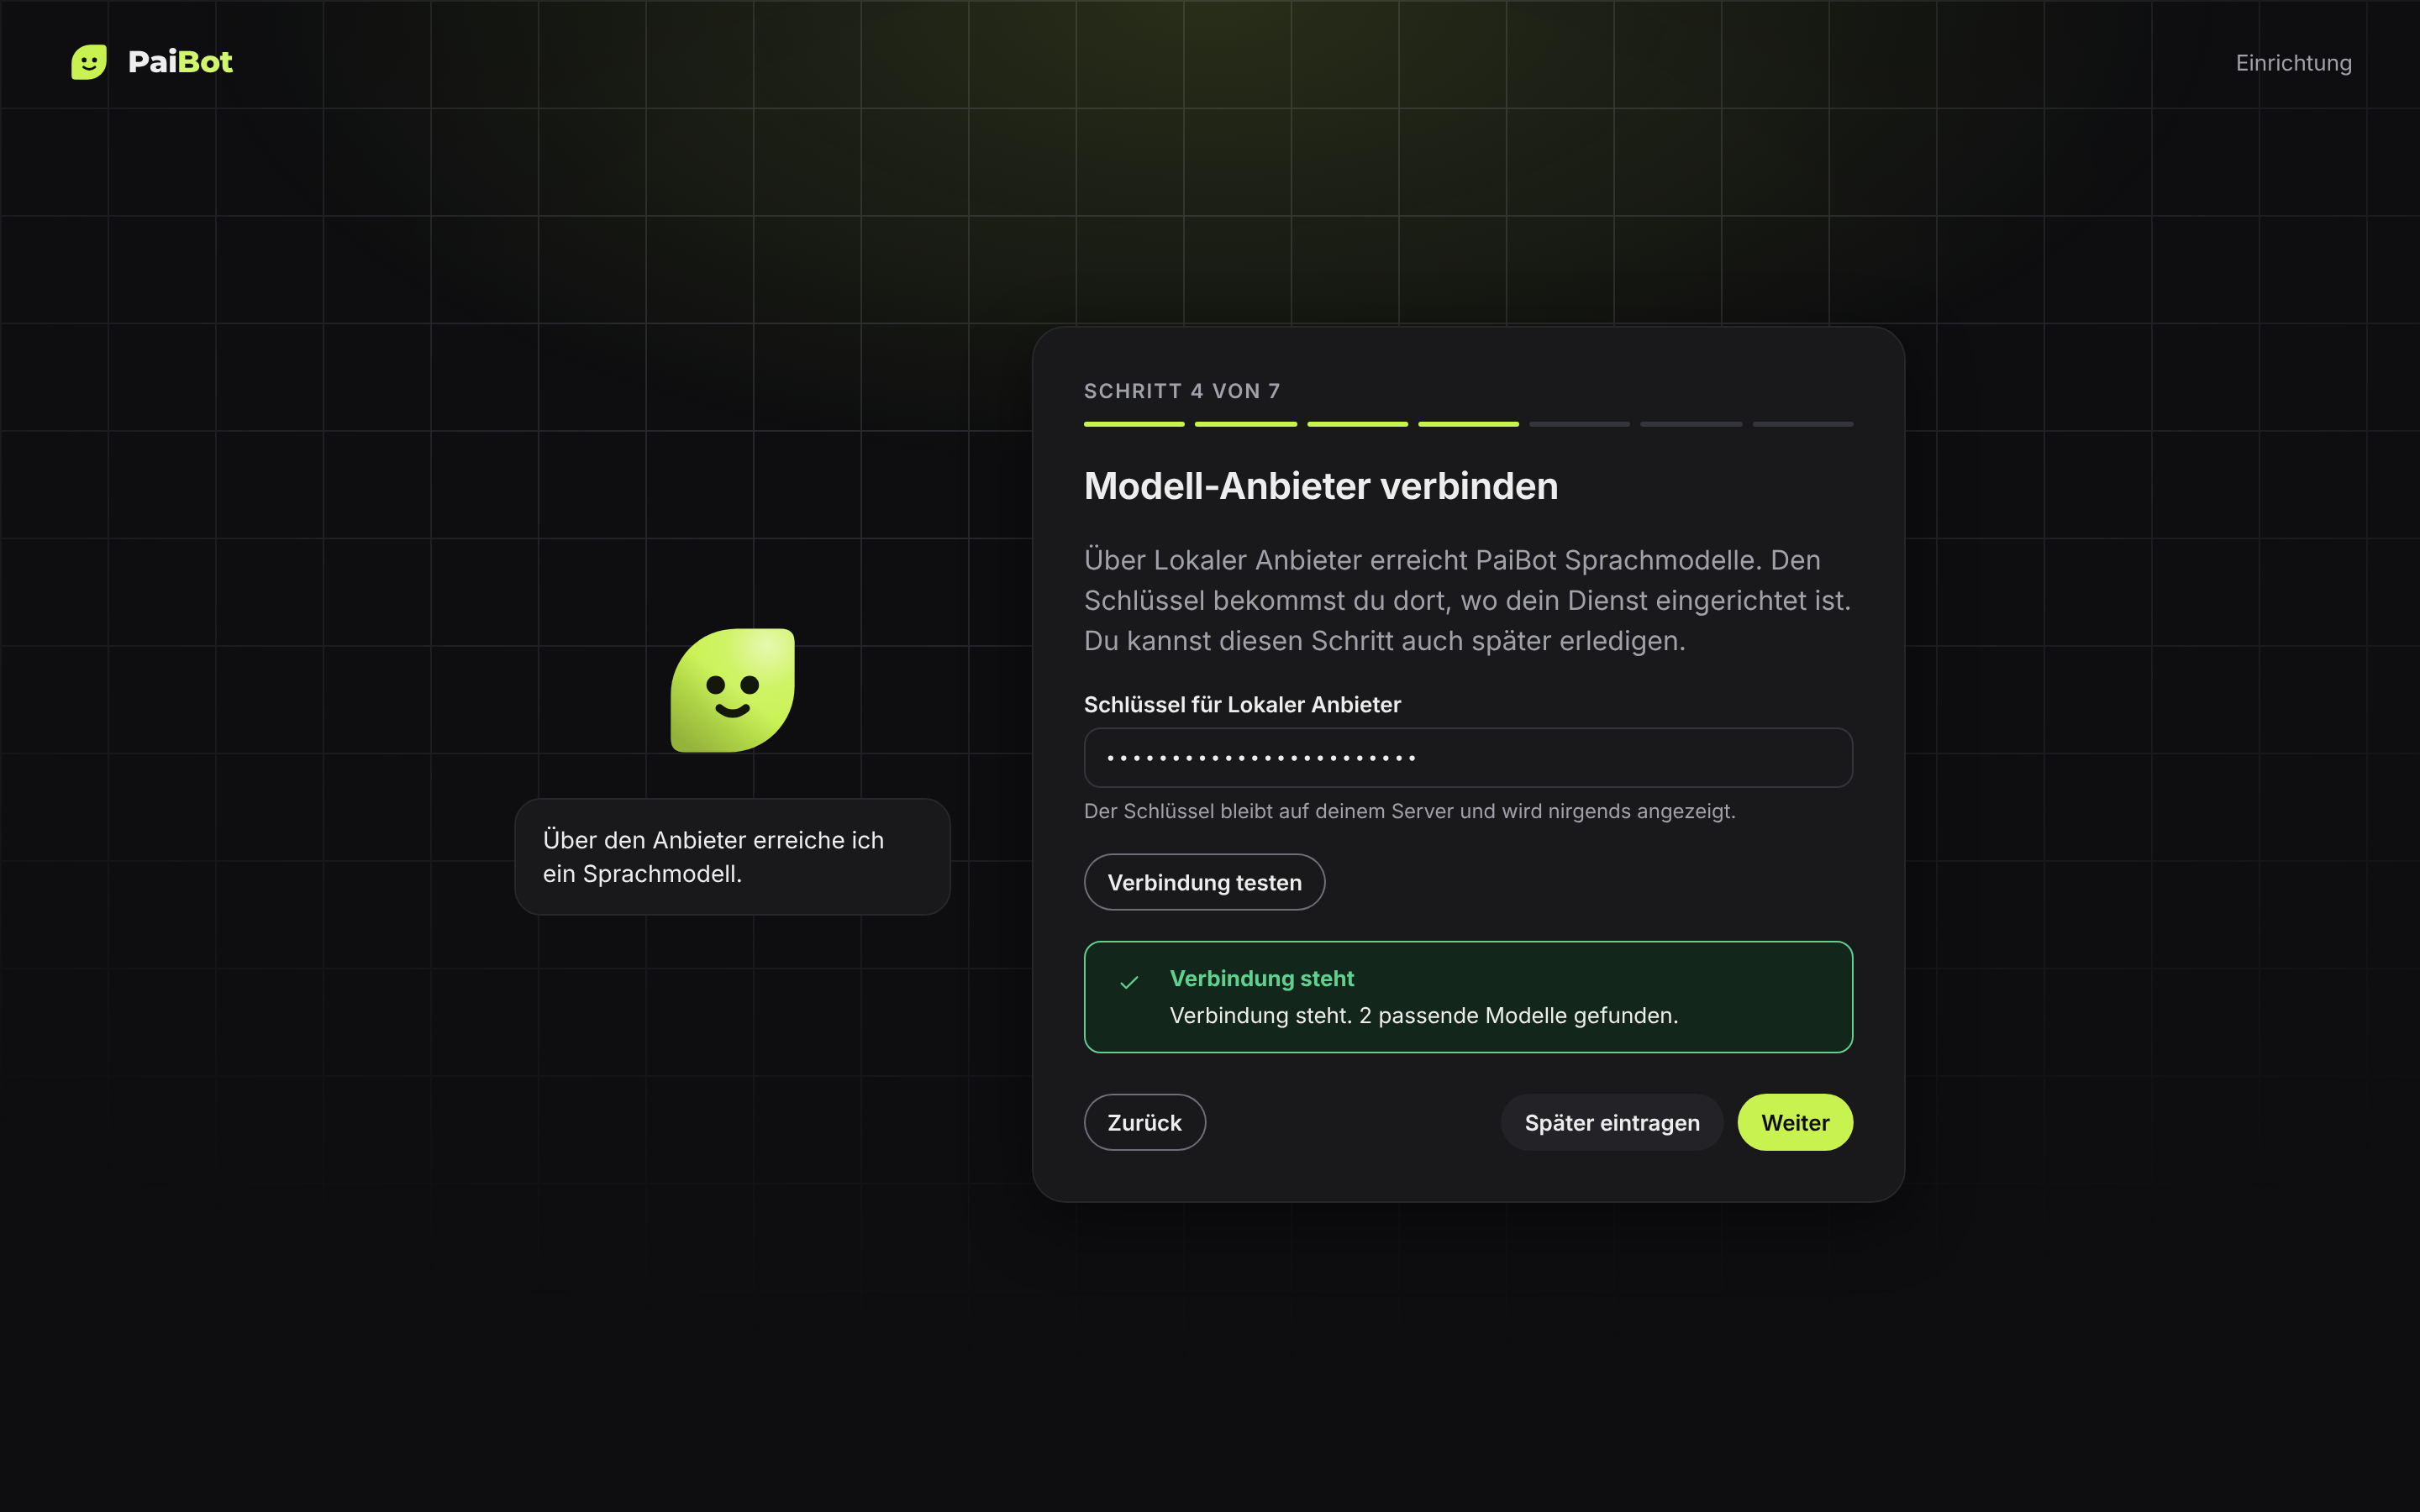 PaiBot
Einrichtung
SCHRITT 4 VON 7
Modell-Anbieter verbinden
Über Lokaler Anbieter erreicht PaiBot Sprachmodelle. Den
Schlüssel bekommst du dort, wo dein Dienst eingerichtet ist.
Du kannst diesen Schritt auch später erledigen.
Schlüssel für Lokaler Anbieter
••••••••••••••••••••••••
Der Schlüssel bleibt auf deinem Server und wird nirgends angezeigt.
Über den Anbieter erreiche ich
ein Sprachmodell.
Verbindung testen
Verbindung steht
Verbindung steht. 2 passende Modelle gefunden.
Zurück
Später eintragen
Weiter